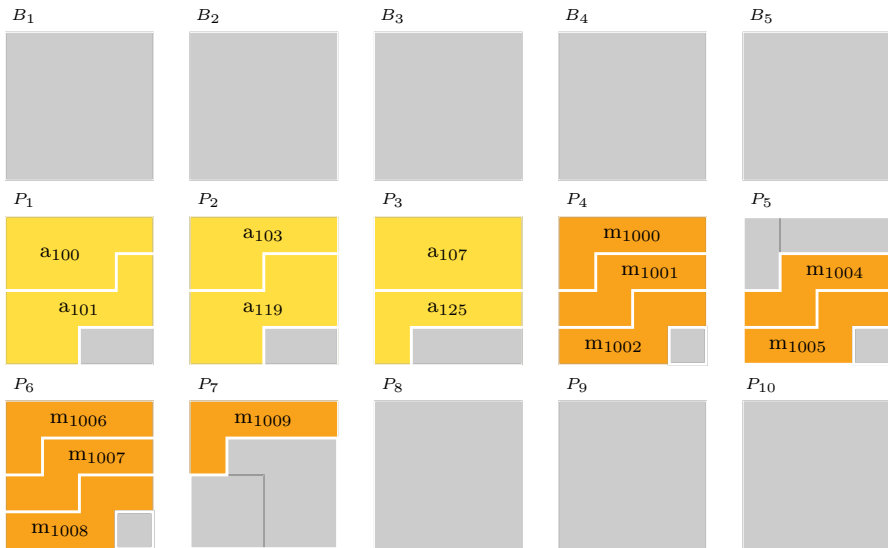 B₁ B₂ B₃ B₄ B₅
P₁ P₂ P₃ P₄ P₅
a₁₀₃ m₁₀₀₀
a₁₀₀ a₁₀₇ m₁₀₀₁ m₁₀₀₄
a₁₀₁ a₁₁₉ a₁₂₅
m₁₀₀₂ m₁₀₀₅
P₆ P₇ P₈ P₉ P₁₀
m₁₀₀₆ m₁₀₀₉
m₁₀₀₇
m₁₀₀₈